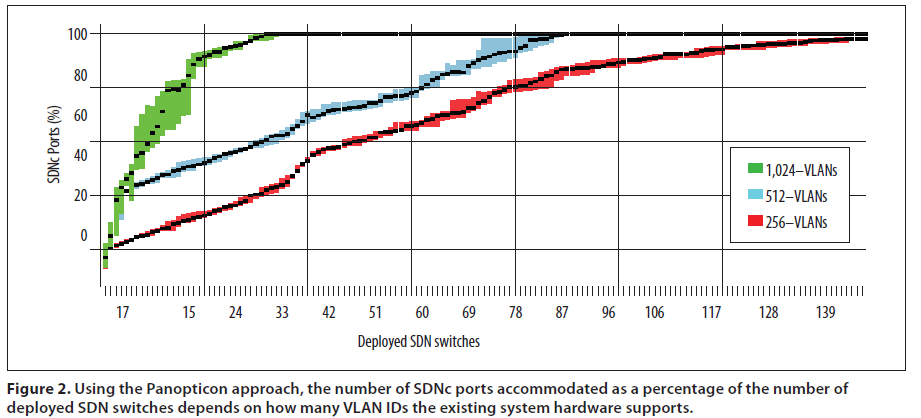 100
80
60
40
20
0
SDNc Ports (%)
1,024–VLANs
512–VLANs
256–VLANs
17 15 24 33 42 51 60 69 78 87 96 106 117 128 139
Deployed SDN switches
Figure 2. Using the Panopticon approach, the number of SDNc ports accommodated as a percentage of the number of
deployed SDN switches depends on how many VLAN IDs the existing system hardware supports.